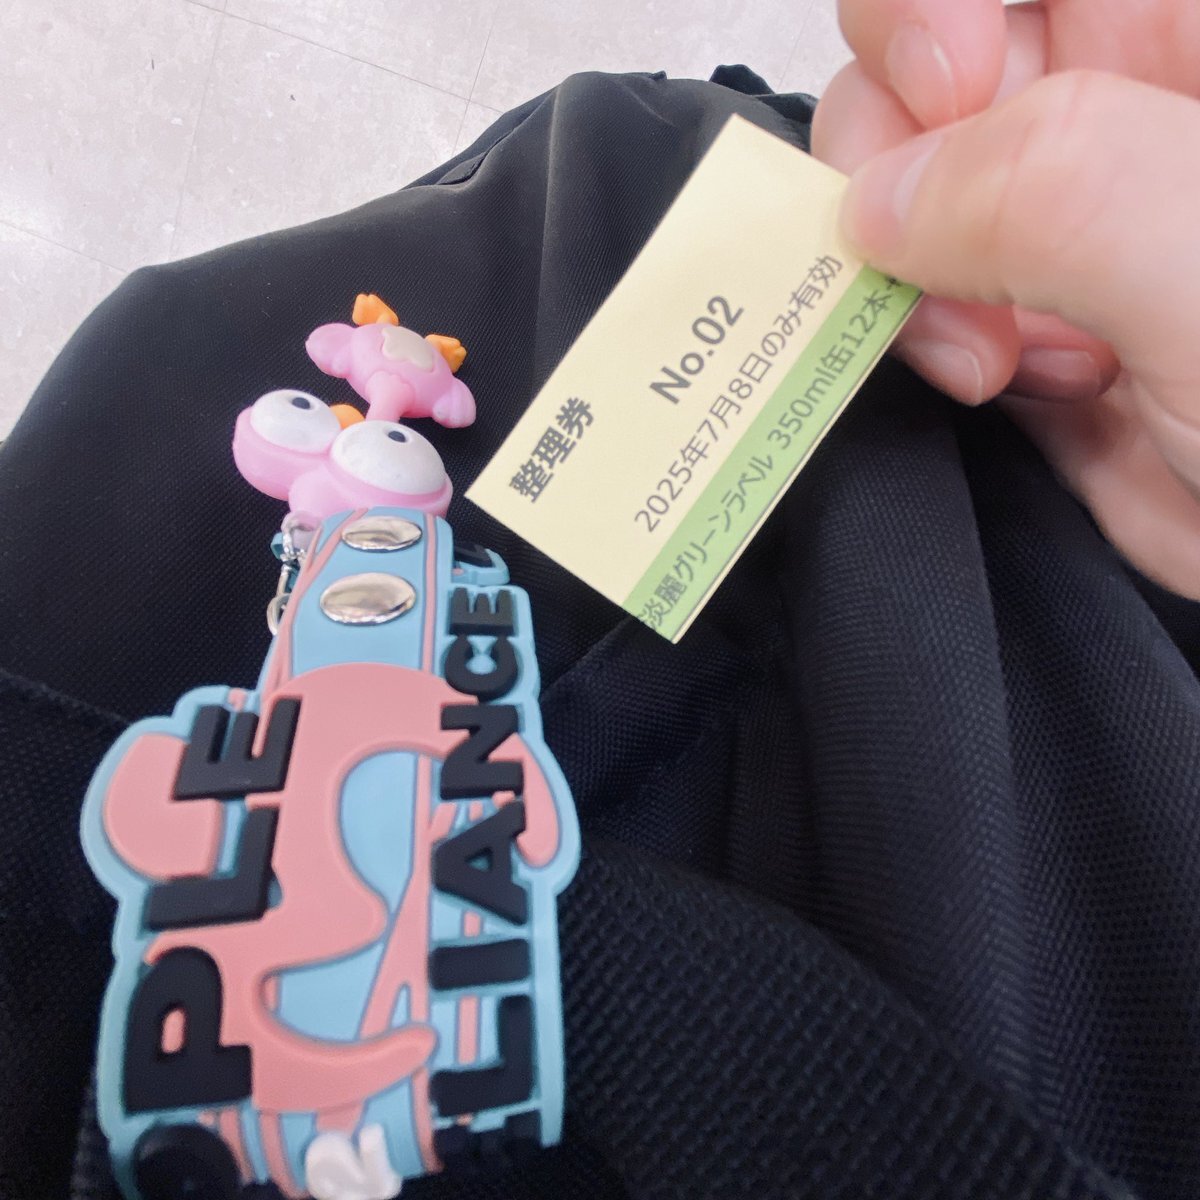 整理券
No.02
2025年7月8日のみ有効
淡麗グリーンラベル 350ml缶12本
PLE
LIANCE